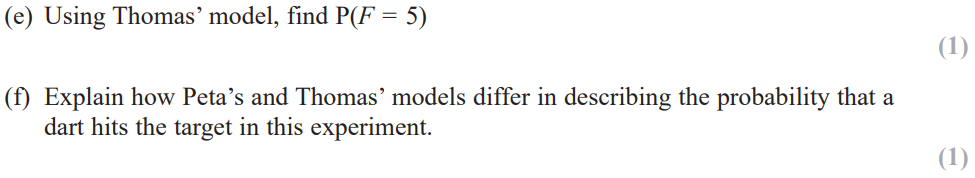 (e) Using Thomas’ model, find P(F = 5)
(1)
(f) Explain how Peta’s and Thomas’ models differ in describing the probability that a
dart hits the target in this experiment.
(1)